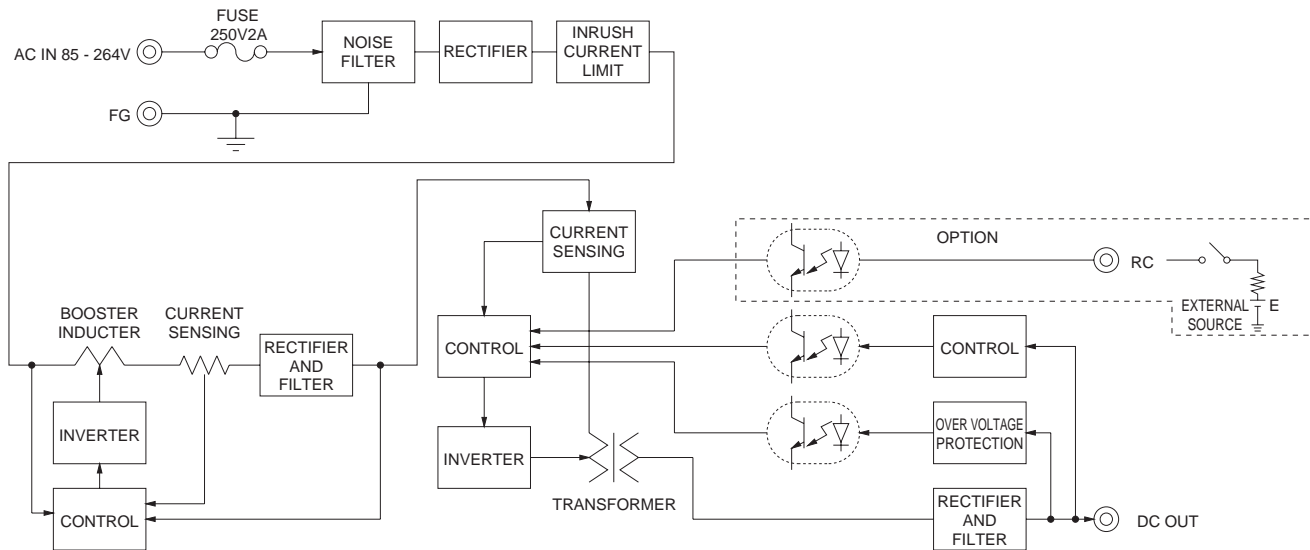 FUSE
250V2A
AC IN 85 - 264V
NOISE
FILTER
RECTIFIER
INRUSH
CURRENT
LIMIT
FG
CURRENT
SENSING
OPTION
RC
EXTERNAL
SOURCE
E
BOOSTER
INDUCTER
CURRENT
SENSING
RECTIFIER
AND
FILTER
CONTROL
CONTROL
INVERTER
INVERTER
OVER VOLTAGE
PROTECTION
TRANSFORMER
CONTROL
RECTIFIER
AND
FILTER
DC OUT